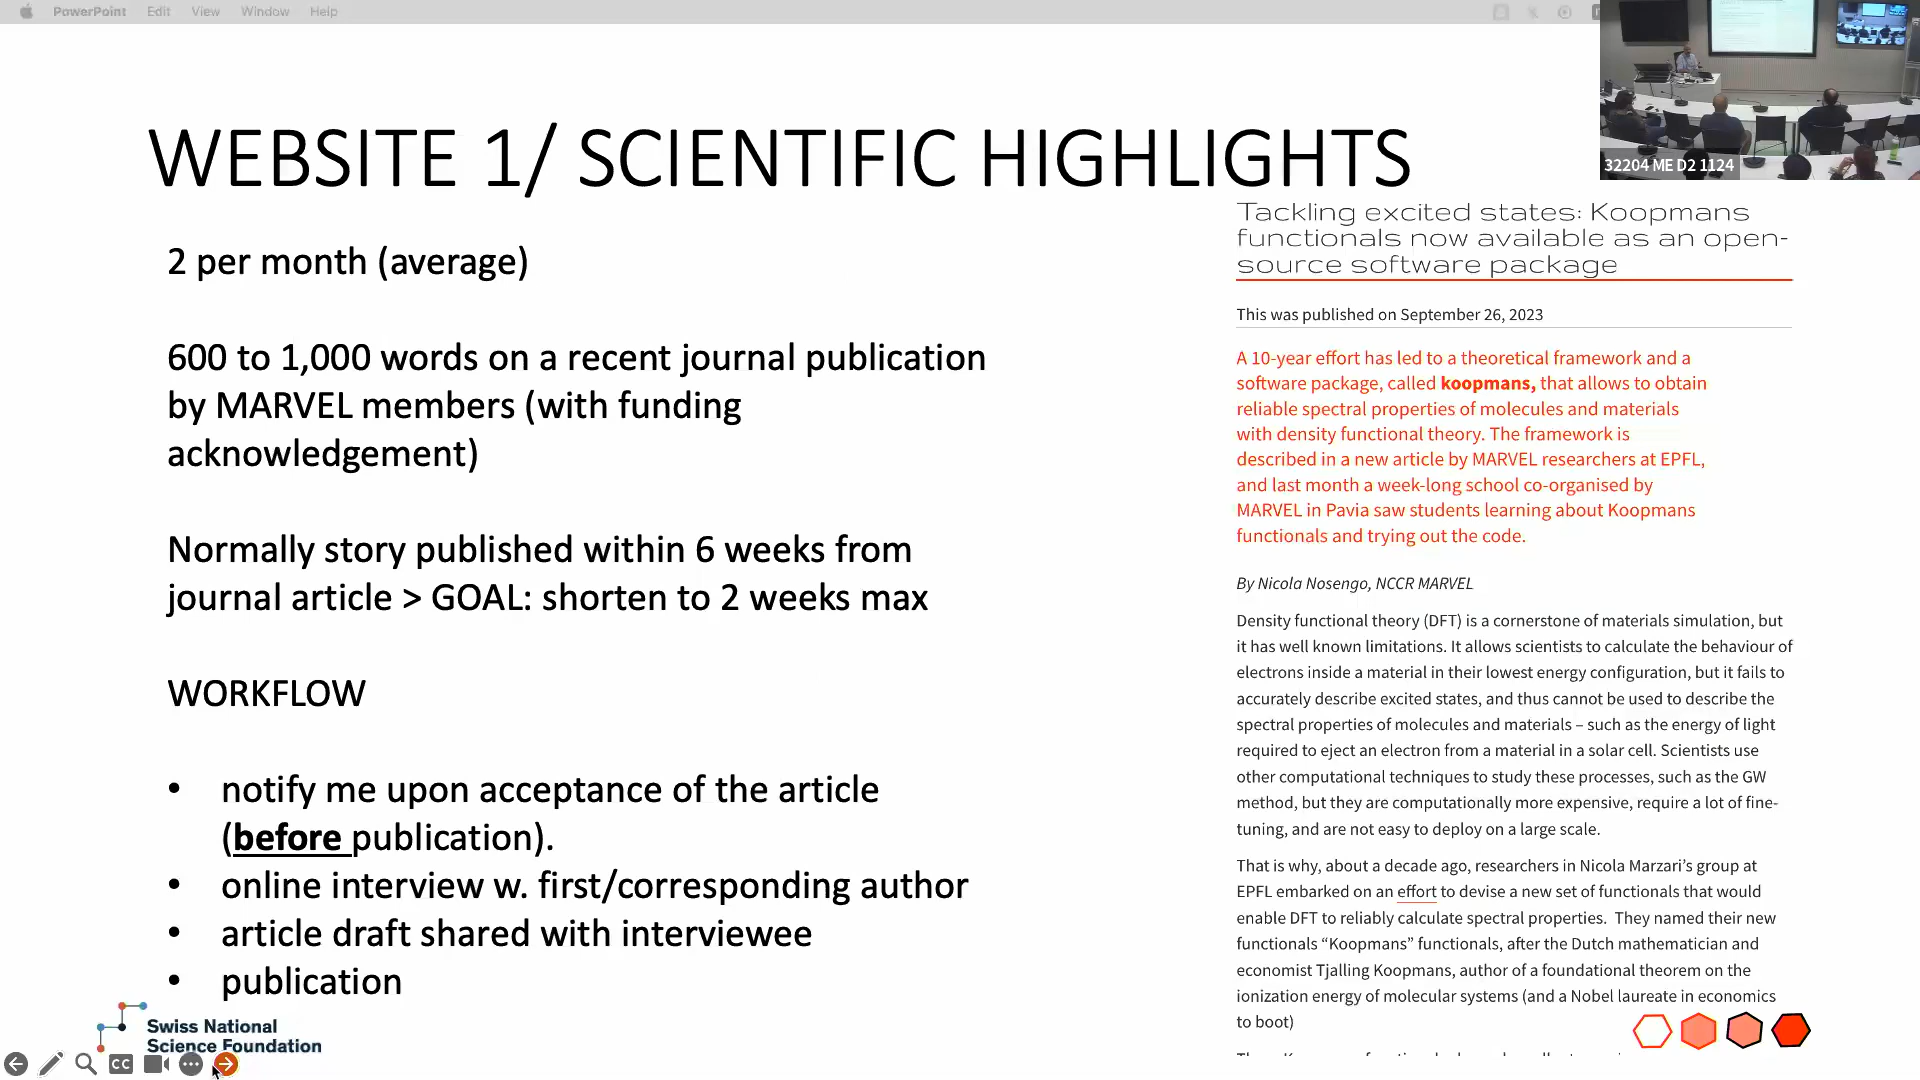 PowerPoint Edit View Window Help
32204 ME D2 1124
WEBSITE 1/ SCIENTIFIC HIGHLIGHTS
2 per month (average)
600 to 1,000 words on a recent journal publication
by MARVEL members (with funding
acknowledgement)
Normally story published within 6 weeks from
journal article > GOAL: shorten to 2 weeks max
WORKFLOW
• notify me upon acceptance of the article
(before publication).
• online interview w. first/corresponding author
• article draft shared with interviewee
• publication
Swiss National
Science Foundation
CC
Tackling excited states: Koopmans
functionals now available as an open-
source software package
This was published on September 26, 2023
A 10-year effort has led to a theoretical framework and a
software package, called koopmans, that allows to obtain
reliable spectral properties of molecules and materials
with density functional theory. The framework is
described in a new article by MARVEL researchers at EPFL,
and last month a week-long school co-organised by
MARVEL in Pavia saw students learning about Koopmans
functionals and trying out the code.
By Nicola Nosengo, NCCR MARVEL
Density functional theory (DFT) is a cornerstone of materials simulation, but
it has well known limitations. It allows scientists to calculate the behaviour of
electrons inside a material in their lowest energy configuration, but it fails to
accurately describe excited states, and thus cannot be used to describe the
spectral properties of molecules and materials – such as the energy of light
required to eject an electron from a material in a solar cell. Scientists use
other computational techniques to study these processes, such as the GW
method, but they are computationally more expensive, require a lot of fine-
tuning, and are not easy to deploy on a large scale.
That is why, about a decade ago, researchers in Nicola Marzari’s group at
EPFL embarked on an effort to devise a new set of functionals that would
enable DFT to reliably calculate spectral properties. They named their new
functionals “Koopmans” functionals, after the Dutch mathematician and
economist Tjalling Koopmans, author of a foundational theorem on the
ionization energy of molecular systems (and a Nobel laureate in economics
to boot)